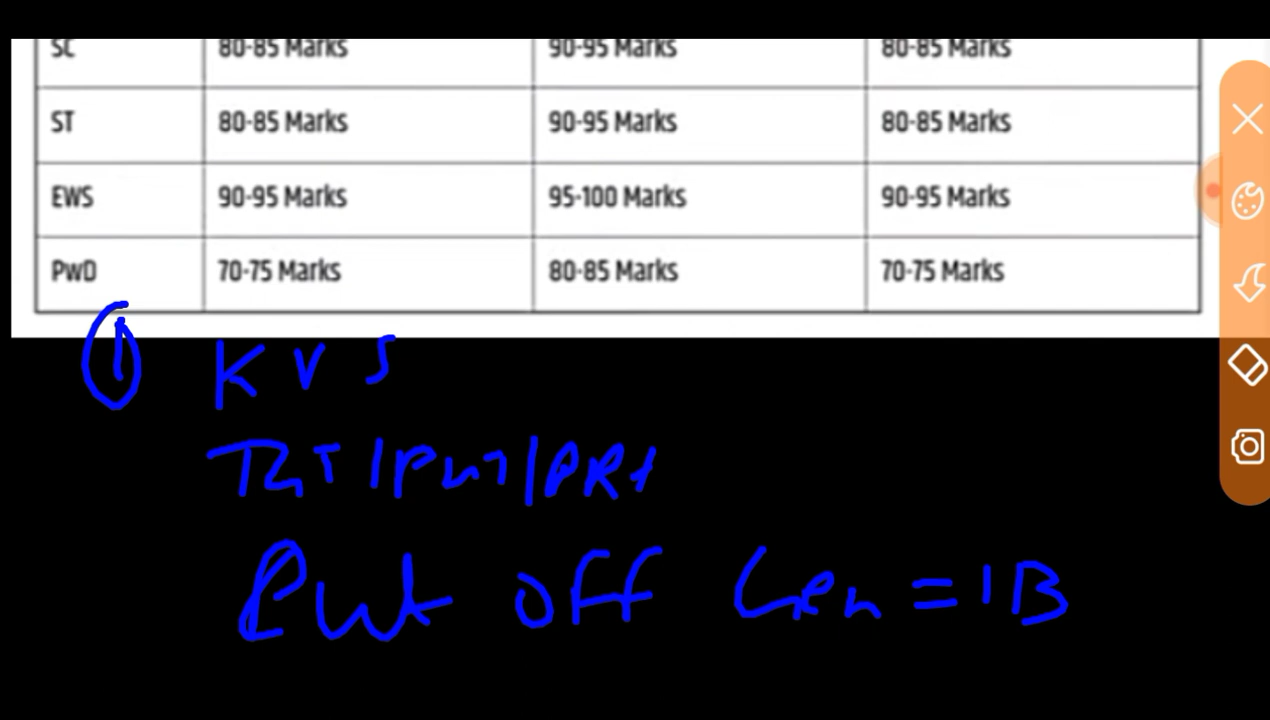 SC 80-85 Marks 90-95 Marks 80-85 Marks
ST 80-85 Marks 90-95 Marks 80-85 Marks
EWS 90-95 Marks 95-100 Marks 90-95 Marks
PwD 70-75 Marks 80-85 Marks 70-75 Marks
1 KVS
TGT/PGT/PRT
off Gen =